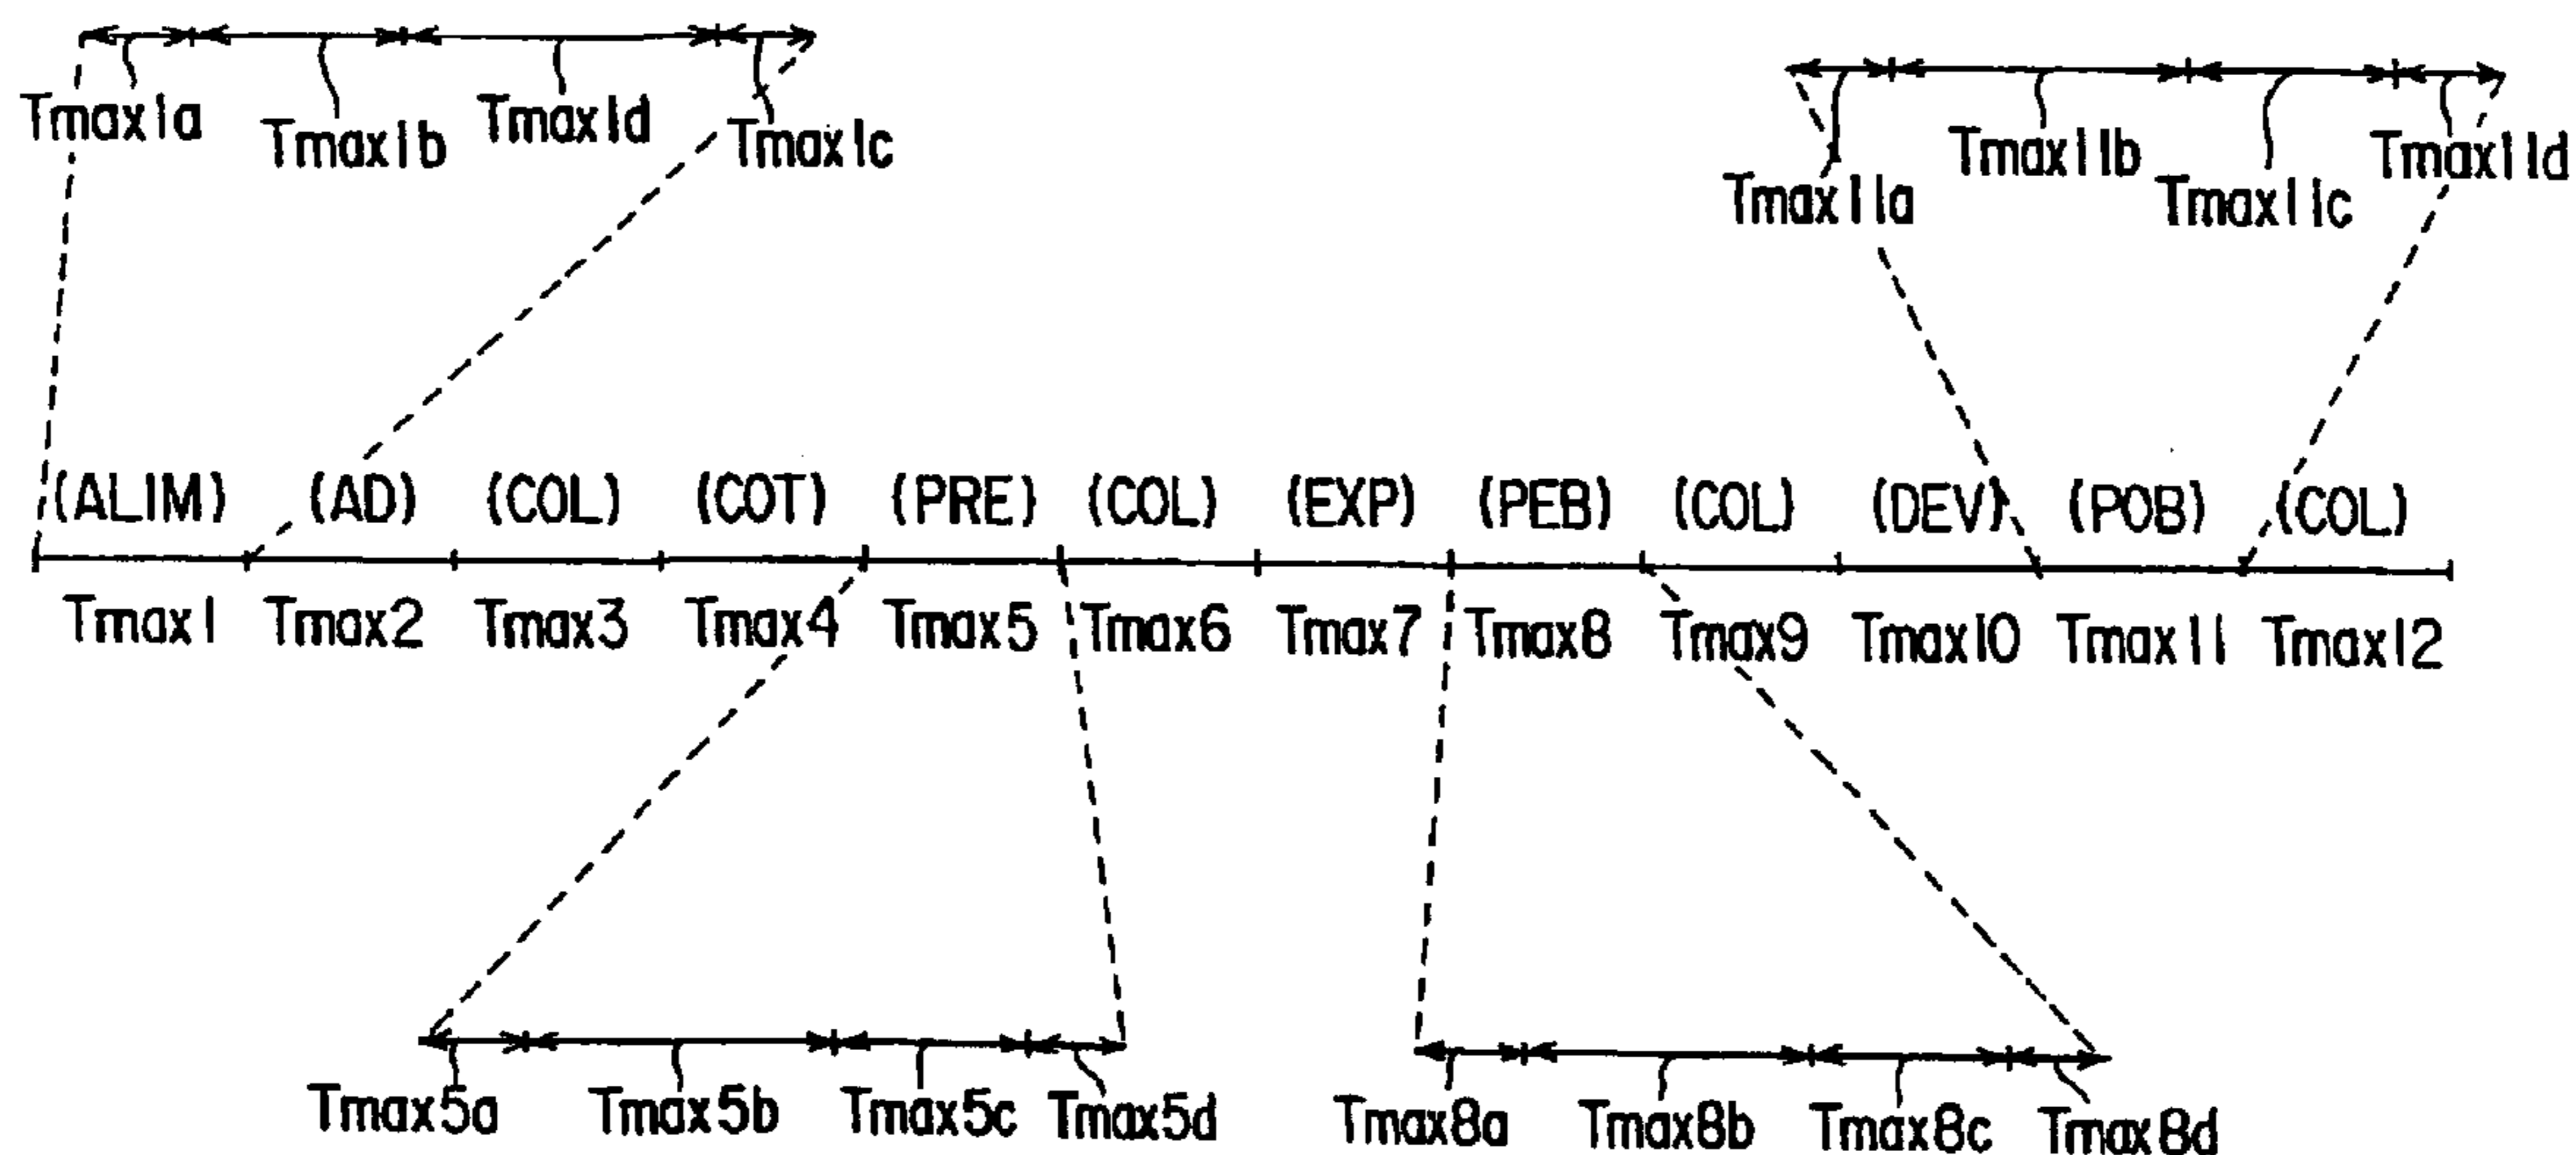 Tmax1a Tmax1b Tmax1d Tmax1c
Tmax11a Tmax11b Tmax11c Tmax11d
(ALIM) (AD) (COL) (COT) (PRE) (COL) (EXP) (PEB) (COL) (DEV) (POB) (COL)
Tmax1 Tmax2 Tmax3 Tmax4 Tmax5 Tmax6 Tmax7 Tmax8 Tmax9 Tmax10 Tmax11 Tmax12
Tmax5a Tmax5b Tmax5c Tmax5d
Tmax8a Tmax8b Tmax8c Tmax8d